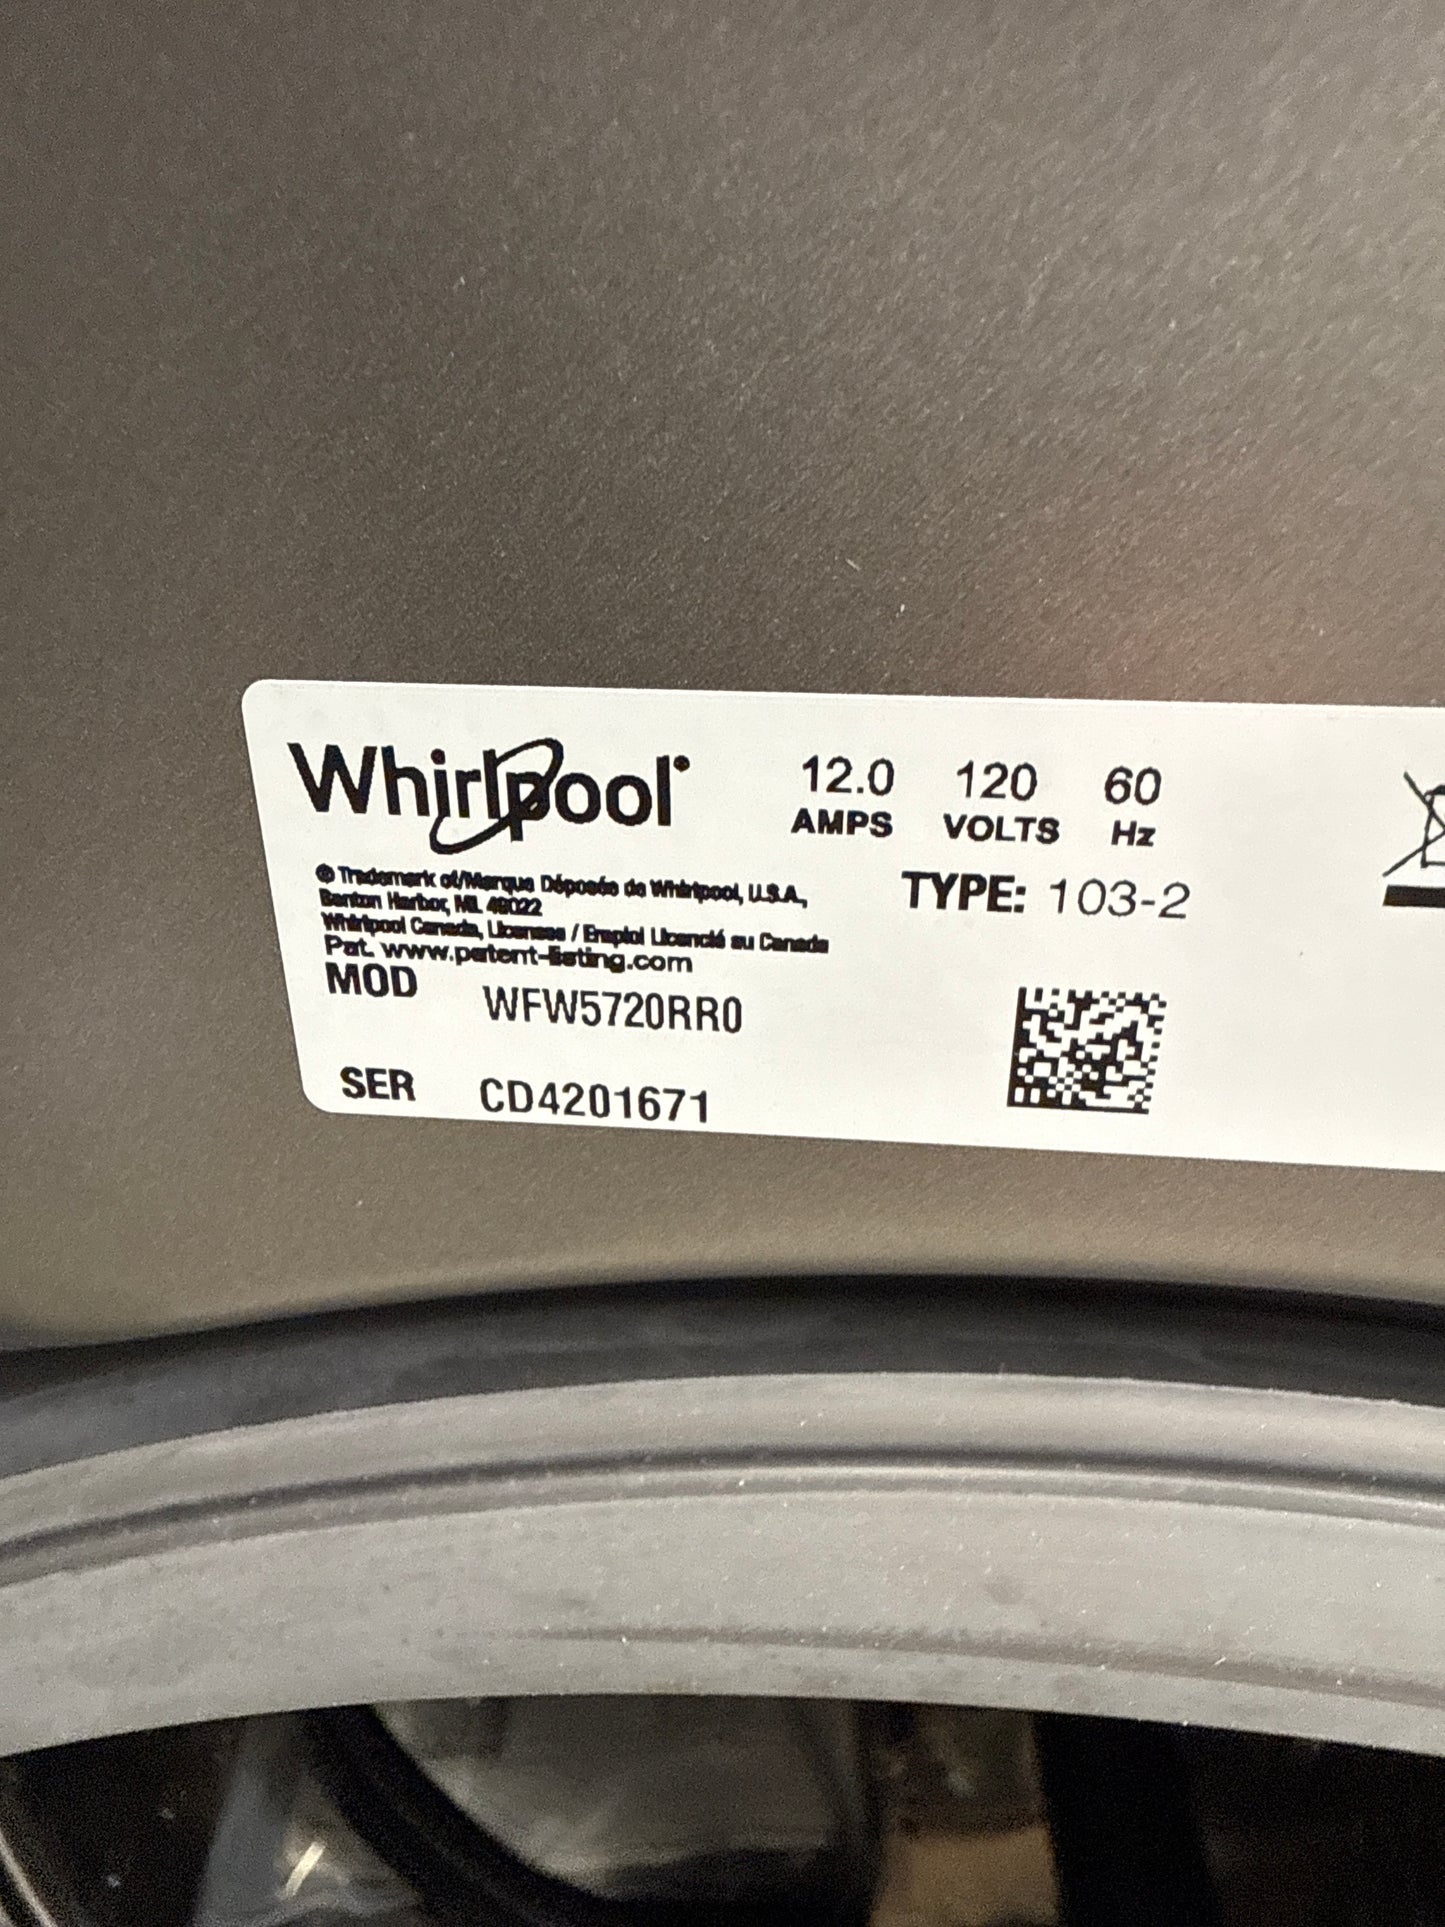 Whirlpool®
12.0 120 60
AMPS VOLTS Hz
® Trademark of/Marque Déposée de Whirlpool, U.S.A.,
Benton Harbor, MI. 49022
Whirlpool Canada, Licensee / Emploi Licencié au Canada
Pat. www.patent-listing.com
TYPE: 103-2
MOD WFW5720RR0
SER CD4201671